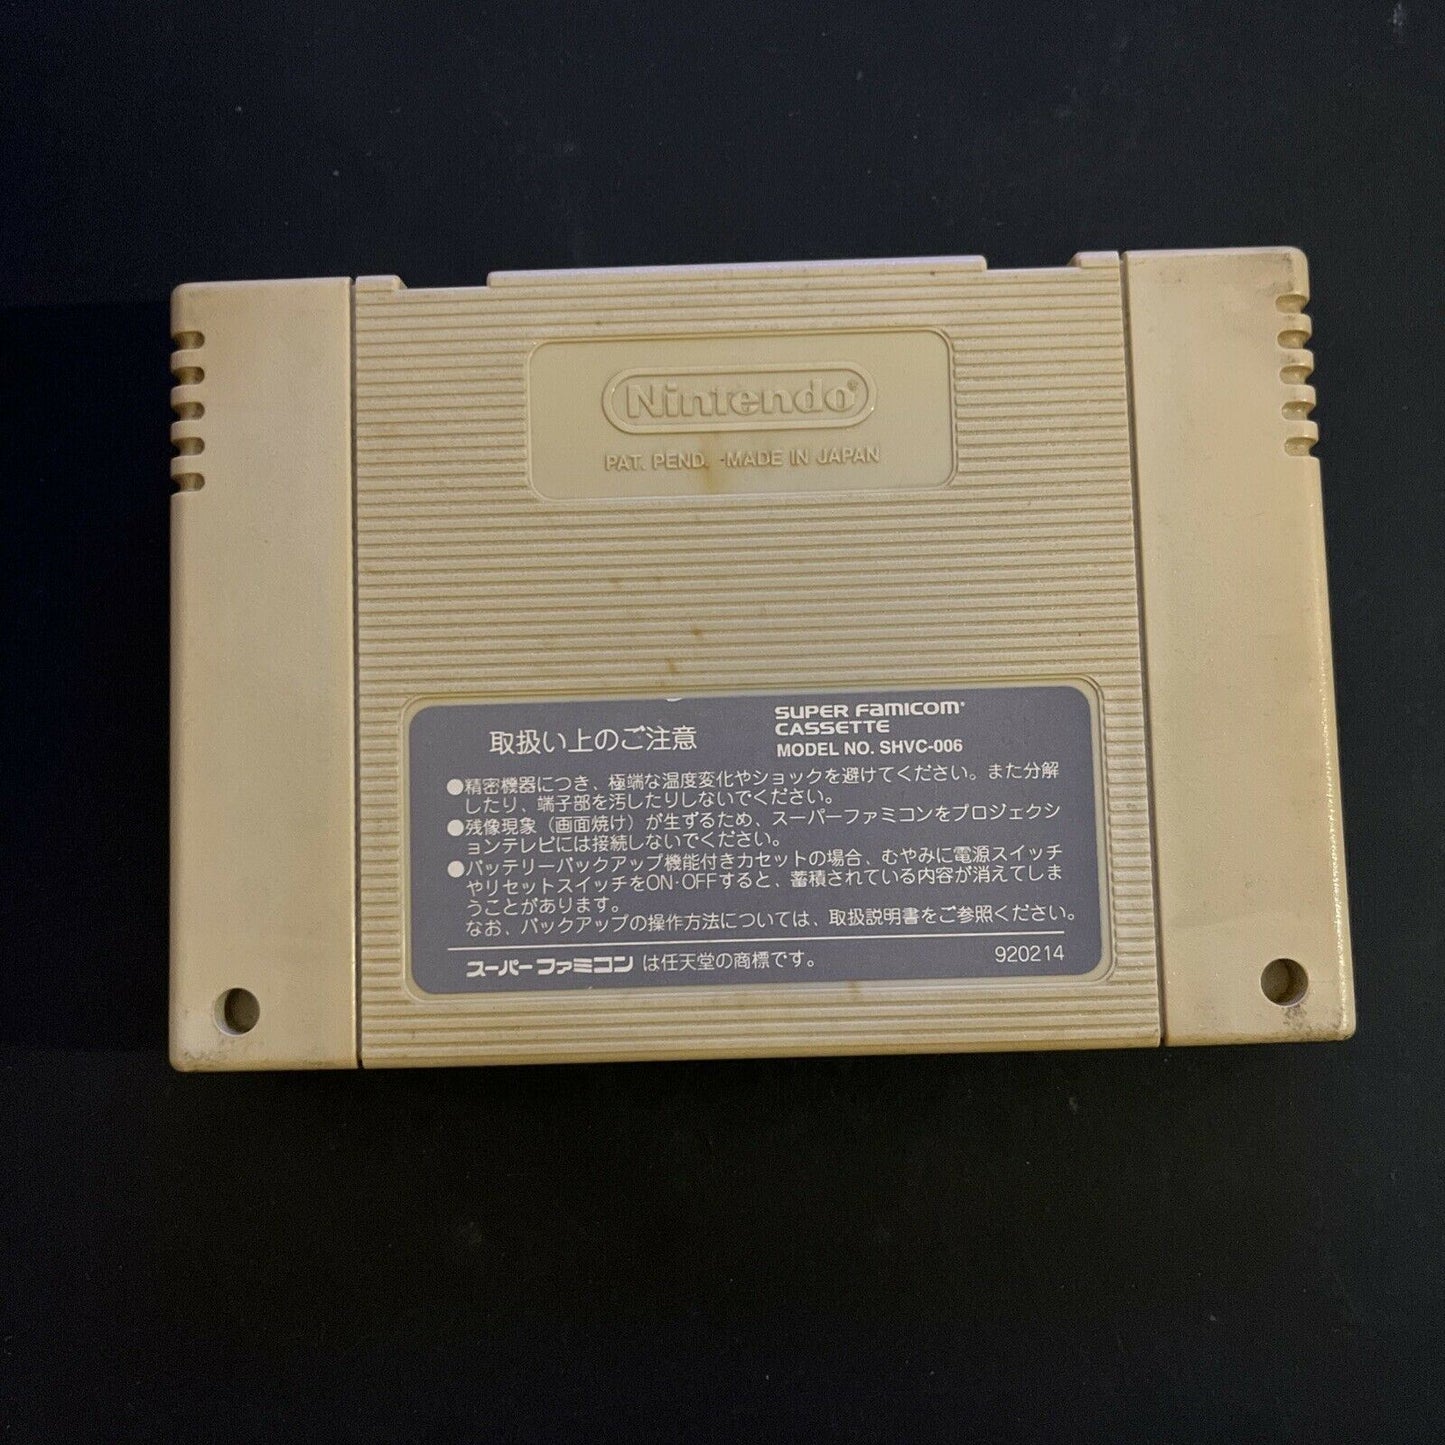 Nintendo®
PAT. PEND. MADE IN JAPAN
取扱い上のご注意
SUPER FAMICOM®
CASSETTE
MODEL NO. SHVC-006
●精密機器につき、極端な温度変化やショックを避けてください。また分解
したり、端子部を汚したりしないでください。
●残像現象（画面焼け）が生ずるため、スーパーファミコンをプロジェクシ
ョンテレビには接続しないでください。
●バッテリーバックアップ機能付きカセットの場合、むやみに電源スイッチ
やリセットスイッチをON·OFFすると、蓄積されている内容が消えてしま
うことがあります。
なお、バックアップの操作方法については、取扱説明書をご参照ください。
スーパーファミコン は任天堂の商標です。
920214